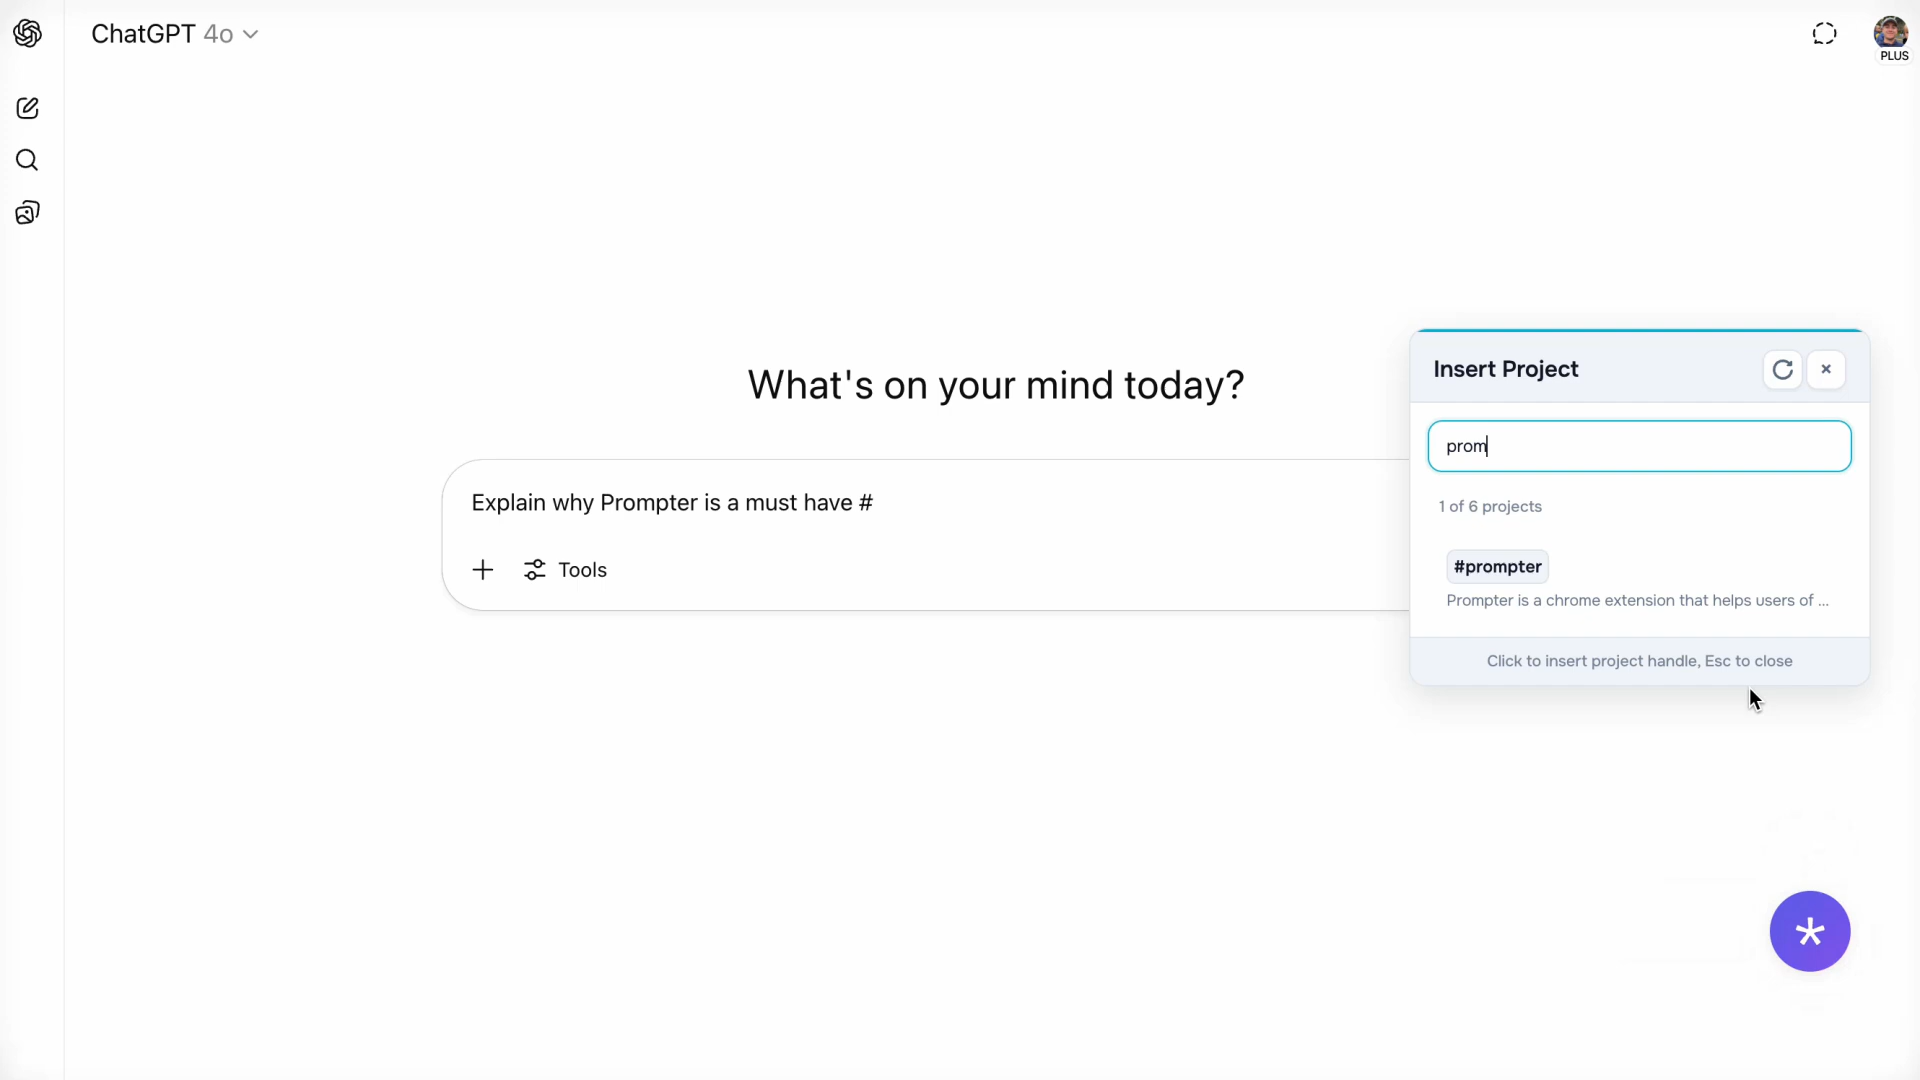 ChatGPT 4o
PLUS
What's on your mind today?
Explain why Prompter is a must have #
Tools
Insert Project
prom
1 of 6 projects
#prompter
Prompter is a chrome extension that helps users of ...
Click to insert project handle, Esc to close